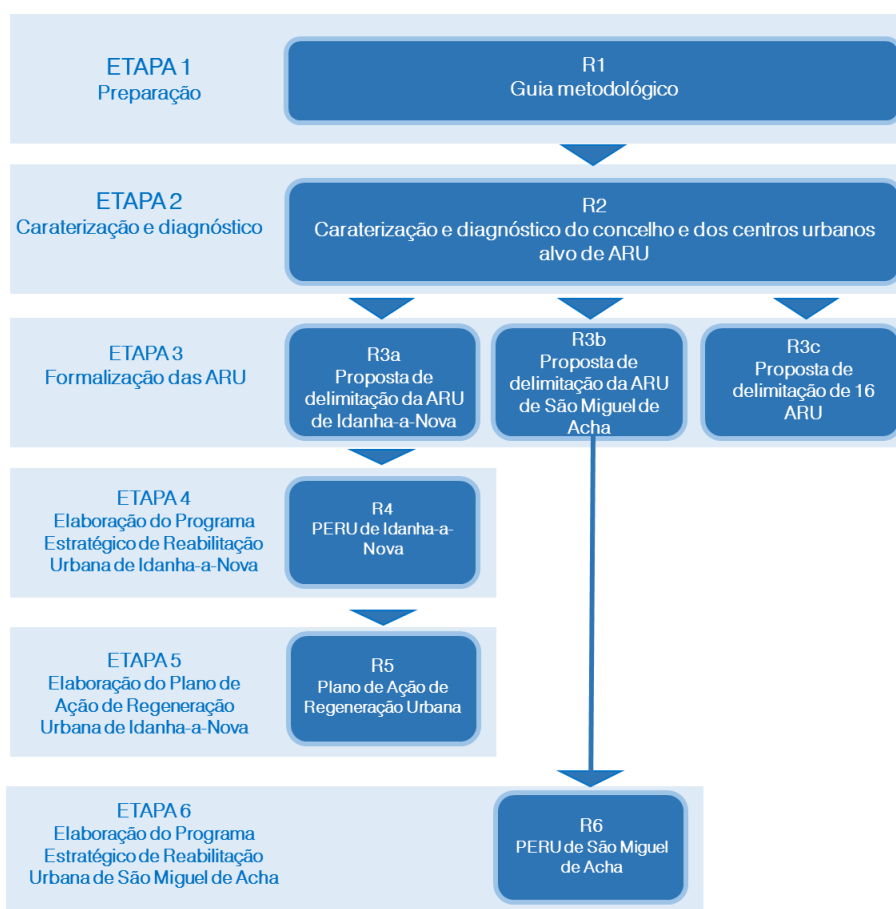 ETAPA 1
Preparação
R1
Guia metodológico
ETAPA 2
Caraterização e diagnóstico
R2
Caraterização e diagnóstico do concelho e dos centros urbanos
alvo de ARU
ETAPA 3
Formalização das ARU
R3a
Proposta de
delimitação da ARU
de Idanha-a-Nova
R3b
Proposta de
delimitação da ARU
de São Miguel de
Acha
R3c
Proposta de
delimitação de 16
ARU
ETAPA 4
Elaboração do Programa
Estratégico de Reabilitação
Urbana de Idanha-a-Nova
R4
PERU de Idanha-a-
Nova
ETAPA 5
Elaboração do Plano de
Ação de Regeneração
Urbana de Idanha-a-Nova
R5
Plano de Ação de
Regeneração Urbana
ETAPA 6
Elaboração do Programa
Estratégico de Reabilitação
Urbana de São Miguel de Acha
R6
PERU de São Miguel
de Acha